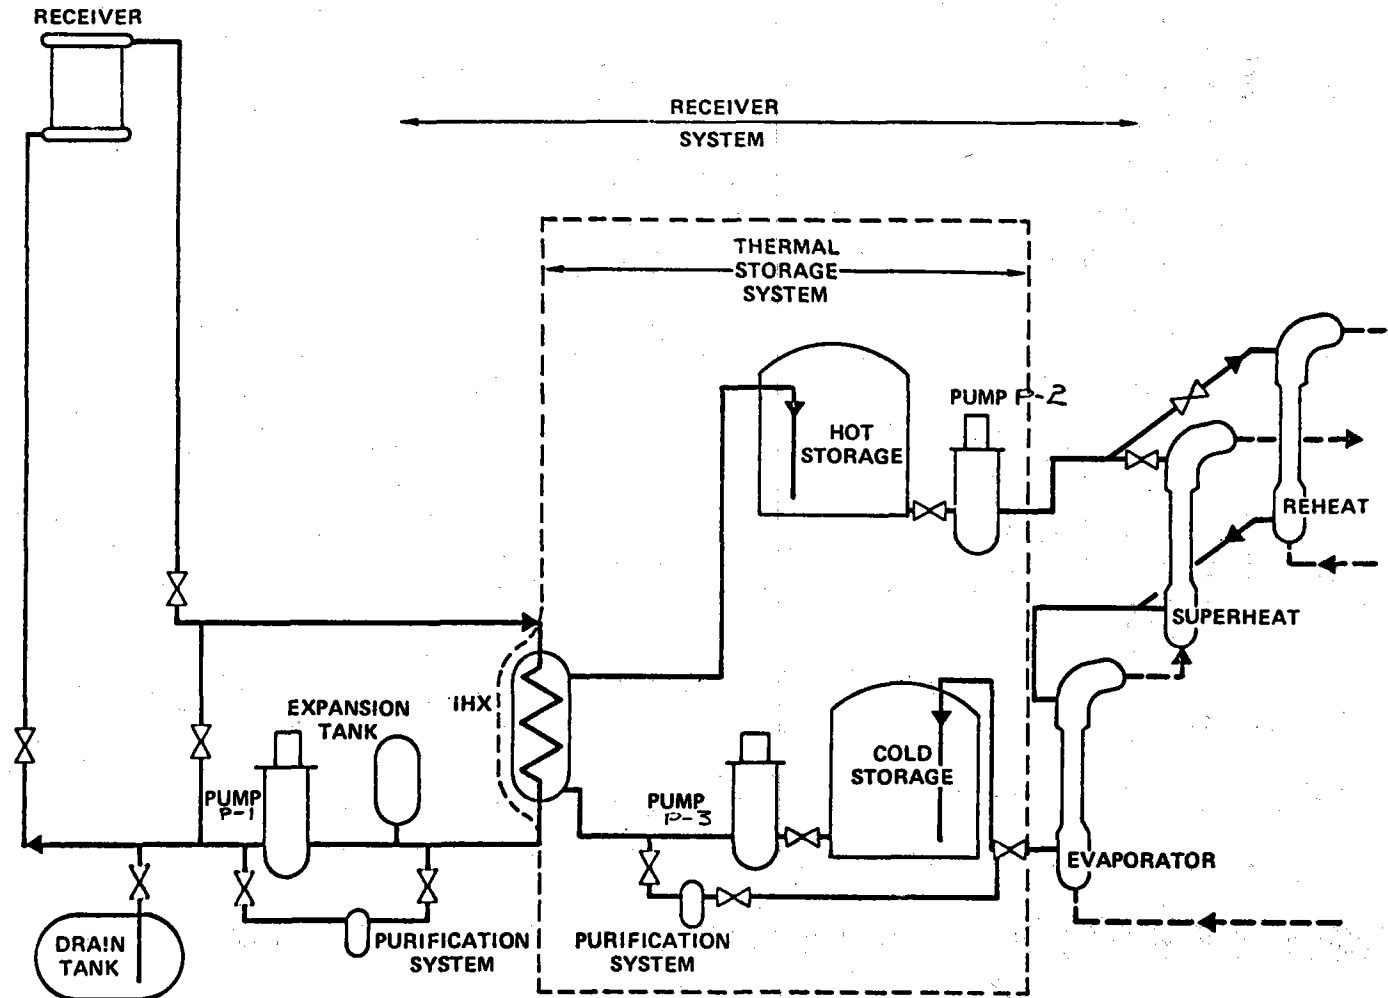 RECEIVER
RECEIVER
SYSTEM
THERMAL
STORAGE
SYSTEM
PUMP P-2
HOT
STORAGE
REHEAT
SUPERHEAT
IHX
EXPANSION
TANK
COLD
STORAGE
PUMP
P-1
PUMP
P-3
EVAPORATOR
DRAIN
TANK
PURIFICATION
SYSTEM
PURIFICATION
SYSTEM